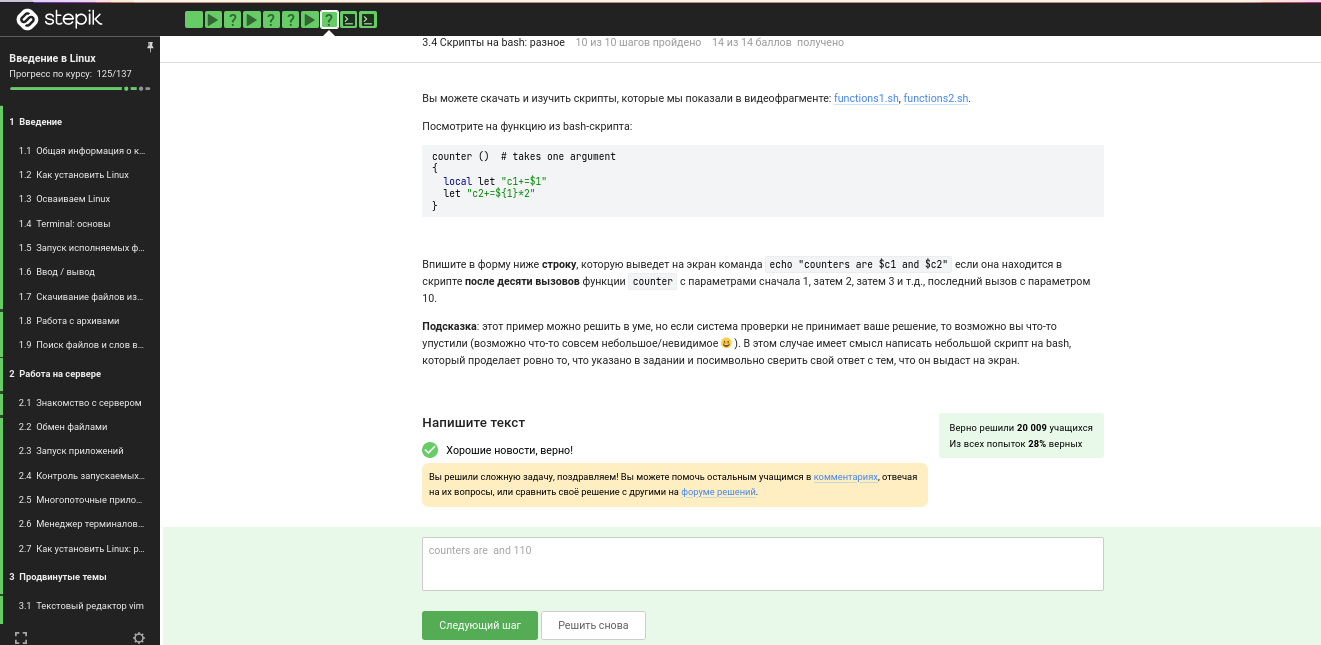 stepik
Введение в Linux
Прогресс по курсу: 125/137
1 Введение
1.1 Общая информация о к...
1.2 Как установить Linux
1.3 Осваиваем Linux
1.4 Terminal: основы
1.5 Запуск исполняемых ф...
1.6 Ввод / вывод
1.7 Скачивание файлов из...
1.8 Работа с архивами
1.9 Поиск файлов и слов в...
2 Работа на сервере
2.1 Знакомство с сервером
2.2 Обмен файлами
2.3 Запуск приложений
2.4 Контроль запускаемых...
2.5 Многопоточные прило...
2.6 Менеджер терминалов...
2.7 Как установить Linux: р...
3 Продвинутые темы
3.1 Текстовый редактор vim
3.4 Скрипты на bash: разное 10 из 10 шагов пройдено 14 из 14 баллов получено
Вы можете скачать и изучить скрипты, которые мы показали в видеофрагменте: functions1.sh, functions2.sh.
Посмотрите на функцию из bash-скрипта:
counter () # takes one argument
{
local let "c1+=$1"
let "c2+=${1}*2"
}
Впишите в форму ниже строку, которую выведет на экран команда echo "counters are $c1 and $c2" если она находится в
скрипте после десяти вызовов функции counter с параметрами сначала 1, затем 2, затем 3 и т.д., последний вызов с параметром
10.
Подсказка: этот пример можно решить в уме, но если система проверки не принимает ваше решение, то возможно вы что-то
упустили (возможно что-то совсем небольшое/невидимое 😀 ). В этом случае имеет смысл написать небольшой скрипт на bash,
который проделает ровно то, что указано в задании и посимвольно сверить свой ответ с тем, что он выдаст на экран.
Напишите текст
Верно решили 20 009 учащихся
Из всех попыток 28% верных
Хорошие новости, верно!
Вы решили сложную задачу, поздравляем! Вы можете помочь остальным учащимся в комментариях, отвечая
на их вопросы, или сравнить своё решение с другими на форуме решений.
counters are  and 110
Следующий шаг
Решить снова